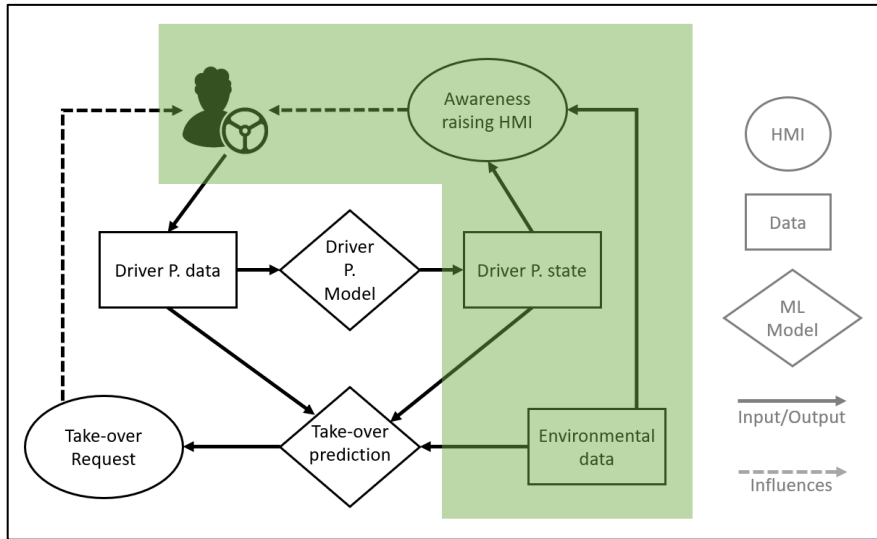 Awareness
raising HMI
HMI
Driver P. data
Driver
P.
Model
Driver P. state
Data
ML
Model
Take-over
Request
Take-over
prediction
Environmental
data
Input/Output
Influences